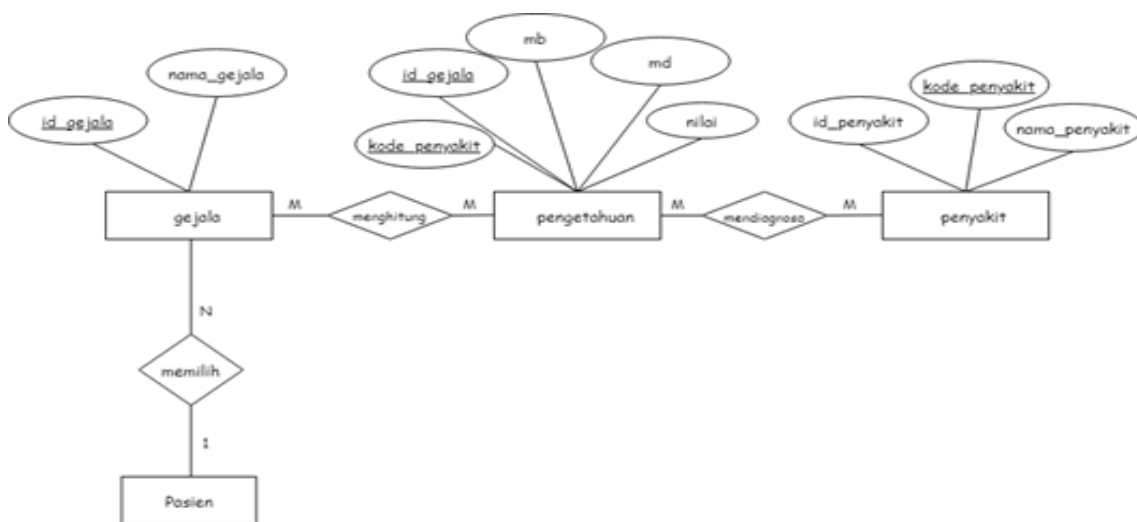 mb
nama_gejala
id_gejala
md
kode_penyakit
id_gejala
nilai
id_penyakit
nama_penyakit
kode_penyakit
gejala
M
menghitung
M
pengetahuan
M
mendiagnosa
M
penyakit
N
memilih
1
Pasien